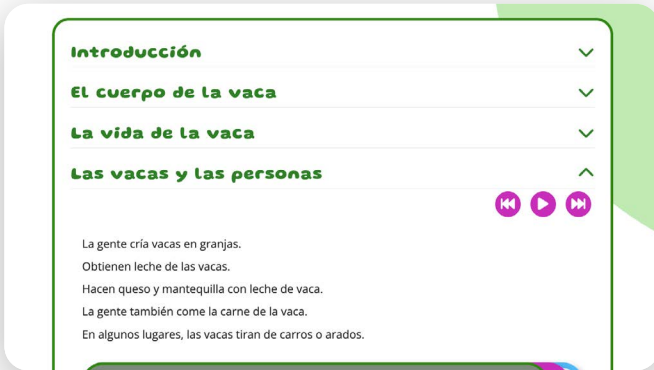 Introducción
El cuerpo de la vaca
La vida de la vaca
Las vacas y las personas
La gente cría vacas en granjas.
Obtienen leche de las vacas.
Hacen queso y mantequilla con leche de vaca.
La gente también come la carne de la vaca.
En algunos lugares, las vacas tiran de carros o arados.